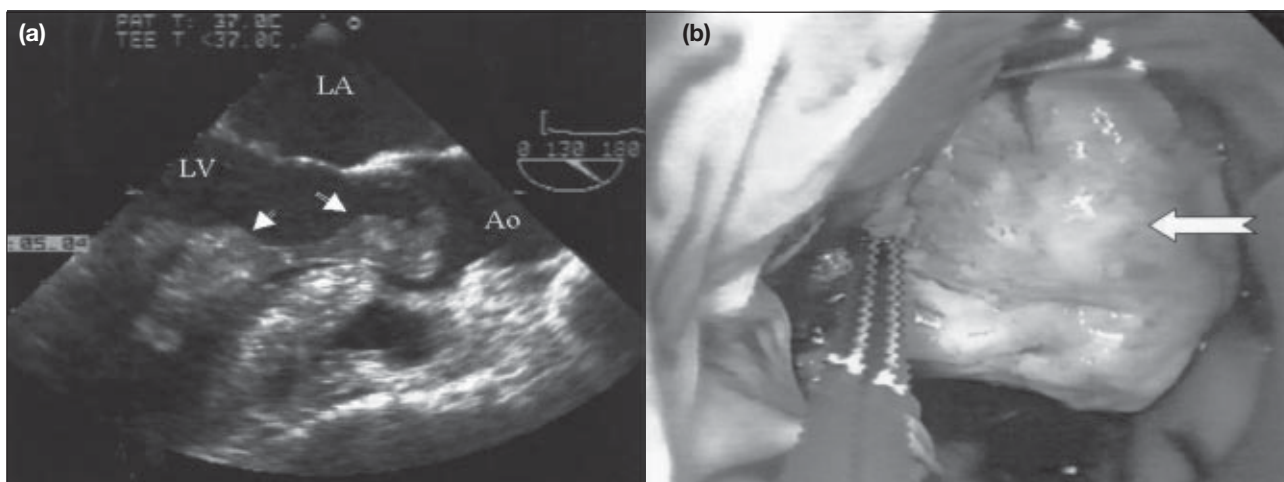 (a)
PAT T: 37.0C
TEE T <37.0C
LA
LV
Ao
0 130 180
:05.04
(b)